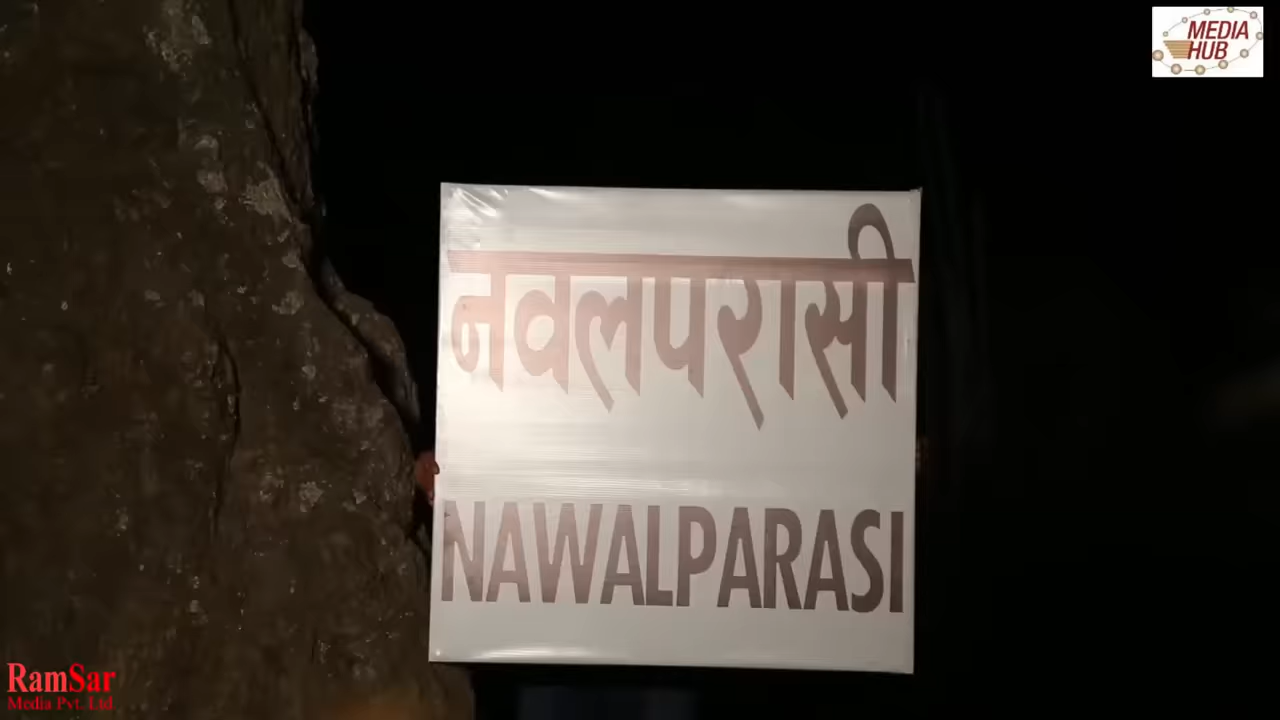 MEDIA
HUB
नवलपरासी
NAWALPARASI
RamSar
Media Pvt. Ltd